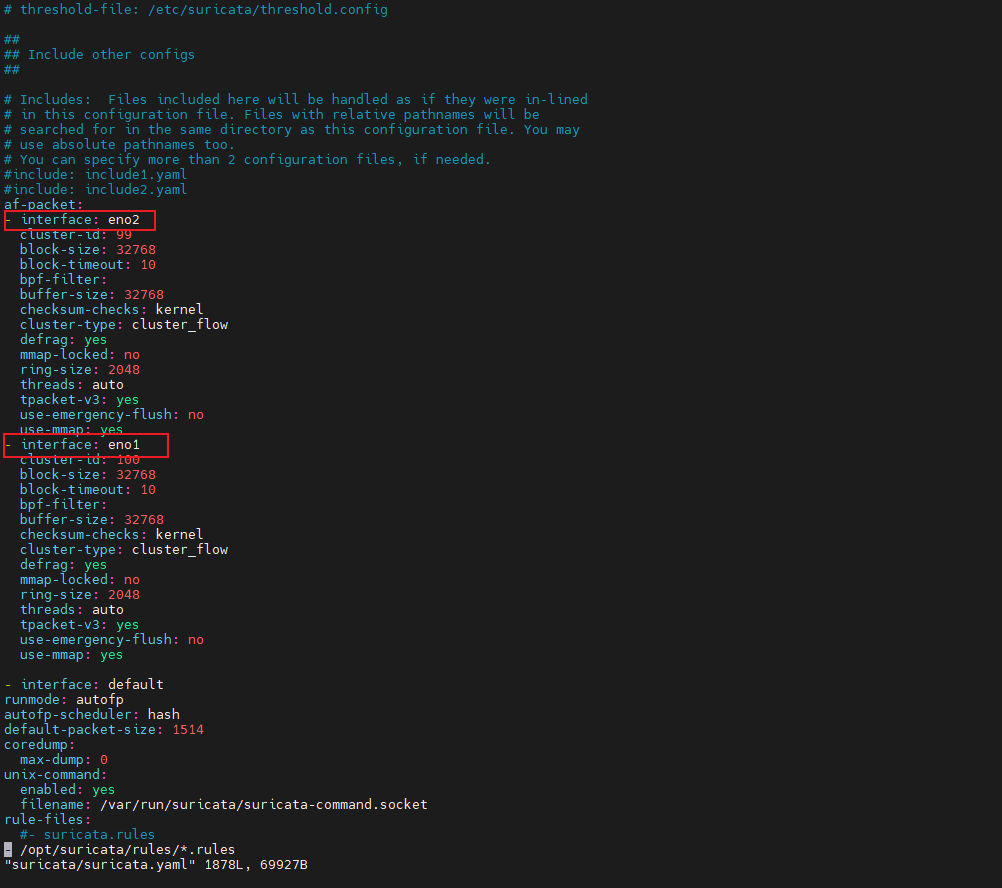 # threshold-file: /etc/suricata/threshold.config

##
## Include other configs
##

# Includes:  Files included here will be handled as if they were in-lined
# in this configuration file. Files with relative pathnames will be
# searched for in the same directory as this configuration file. You may
# use absolute pathnames too.
# You can specify more than 2 configuration files, if needed.
#include: include1.yaml
#include: include2.yaml
af-packet:
- interface: eno2
  cluster-id: 99
  block-size: 32768
  block-timeout: 10
  bpf-filter:
  buffer-size: 32768
  checksum-checks: kernel
  cluster-type: cluster_flow
  defrag: yes
  mmap-locked: no
  ring-size: 2048
  threads: auto
  tpacket-v3: yes
  use-emergency-flush: no
  use-mmap: yes
- interface: eno1
  cluster-id: 100
  block-size: 32768
  block-timeout: 10
  bpf-filter:
  buffer-size: 32768
  checksum-checks: kernel
  cluster-type: cluster_flow
  defrag: yes
  mmap-locked: no
  ring-size: 2048
  threads: auto
  tpacket-v3: yes
  use-emergency-flush: no
  use-mmap: yes

- interface: default
runmode: autofp
autofp-scheduler: hash
default-packet-size: 1514
coredump:
  max-dump: 0
unix-command:
  enabled: yes
  filename: /var/run/suricata/suricata-command.socket
rule-files:
  #- suricata.rules
- /opt/suricata/rules/*.rules
"suricata/suricata.yaml" 1878L, 69927B